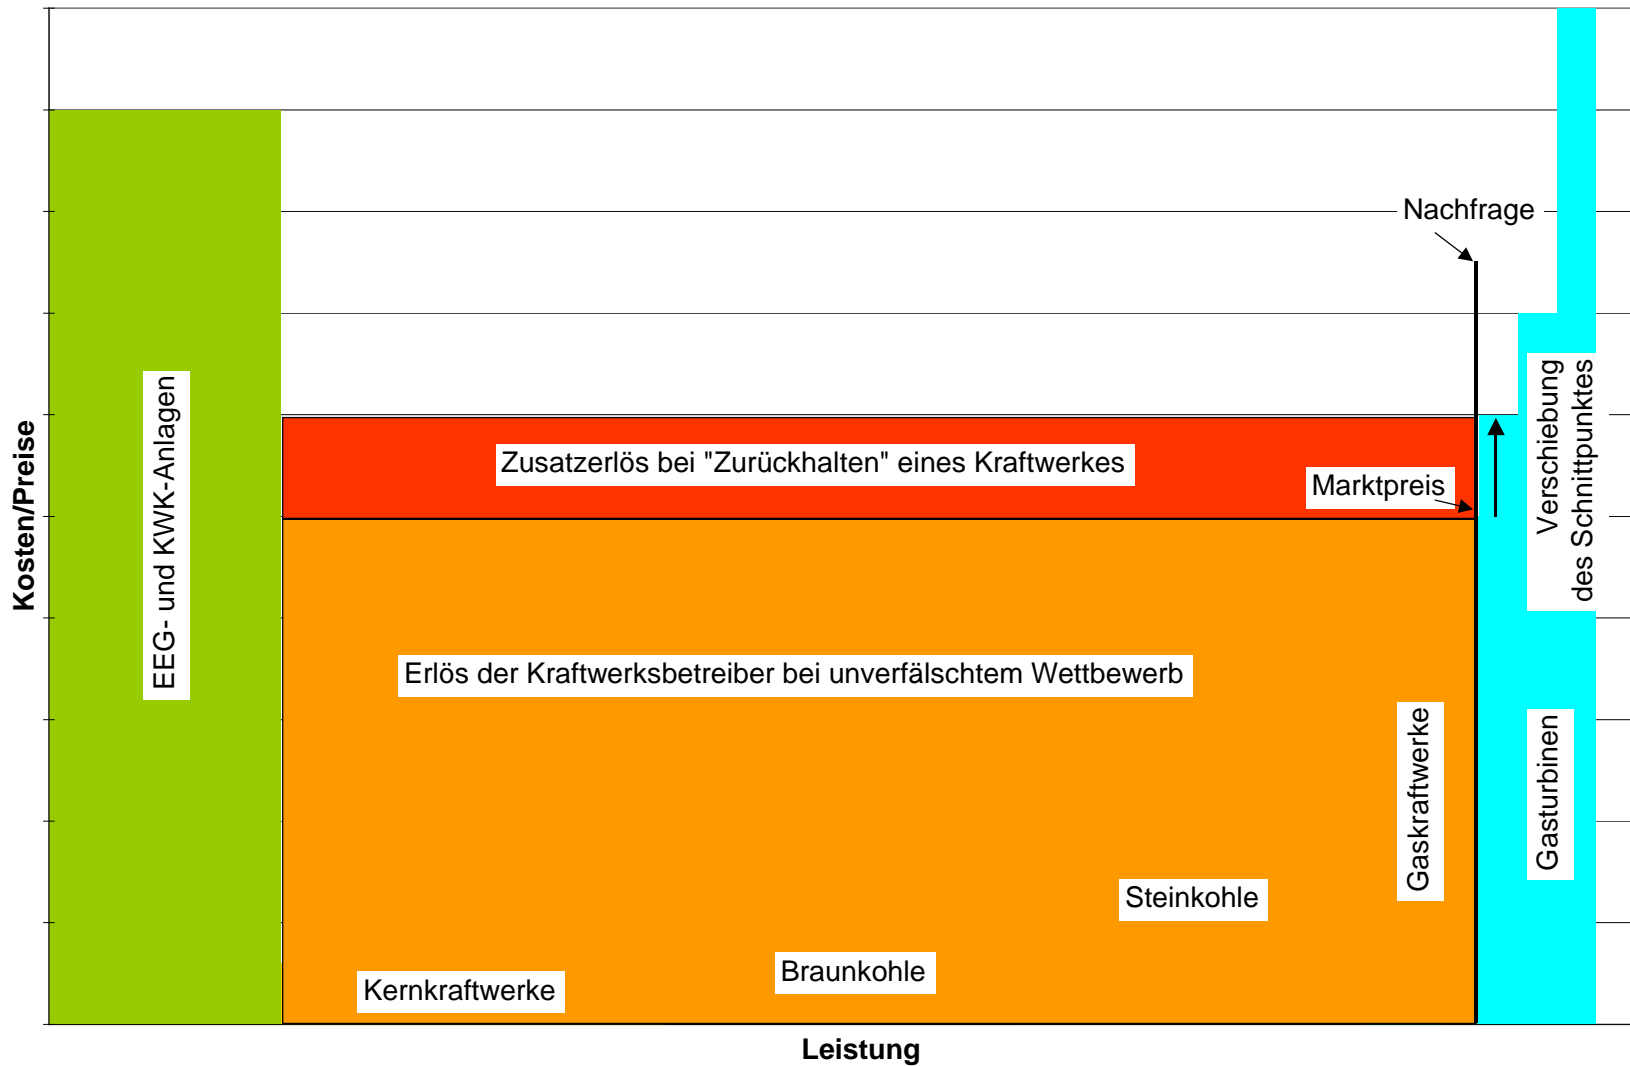 Nachfrage
Verschiebung
des Schnittpunktes
EEG- und KWK-Anlagen
Kosten/Preise
Zusatzerlös bei "Zurückhalten" eines Kraftwerkes
Marktpreis
Erlös der Kraftwerksbetreiber bei unverfälschtem Wettbewerb
Gaskraftwerke
Gasturbinen
Steinkohle
Braunkohle
Kernkraftwerke
Leistung